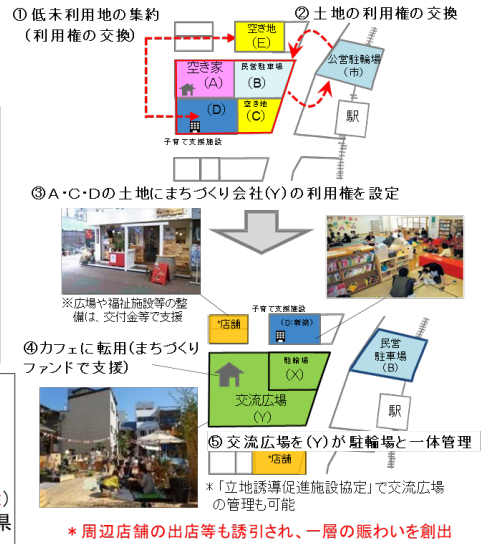 ①低未利用地の集約
(利用権の交換)
②土地の利用権の交換
空き地
(E)
空き家
(A)
民営駐車場
(B)
(D)
空き地
(C)
子育て支援施設
公営駐輪場
(市)
駅
③A・C・Dの土地にまちづくり会社(Y)の利用権を設定
※広場や福祉施設等の整
備は、交付金等で支援
*店舗
子育て支援施設
(D:新築)
④カフェに転用(まちづくり
ファンドで支援)
駐輪場
(X)
交流広場
(Y)
民営
駐車場
(B)
駅
⑤交流広場を(Y)が駐輪場と一体管理
*店舗
*「立地誘導促進施設協定」で交流広場
の管理も可能
)
県
*周辺店舗の出店等も誘引され、一層の賑わいを創出